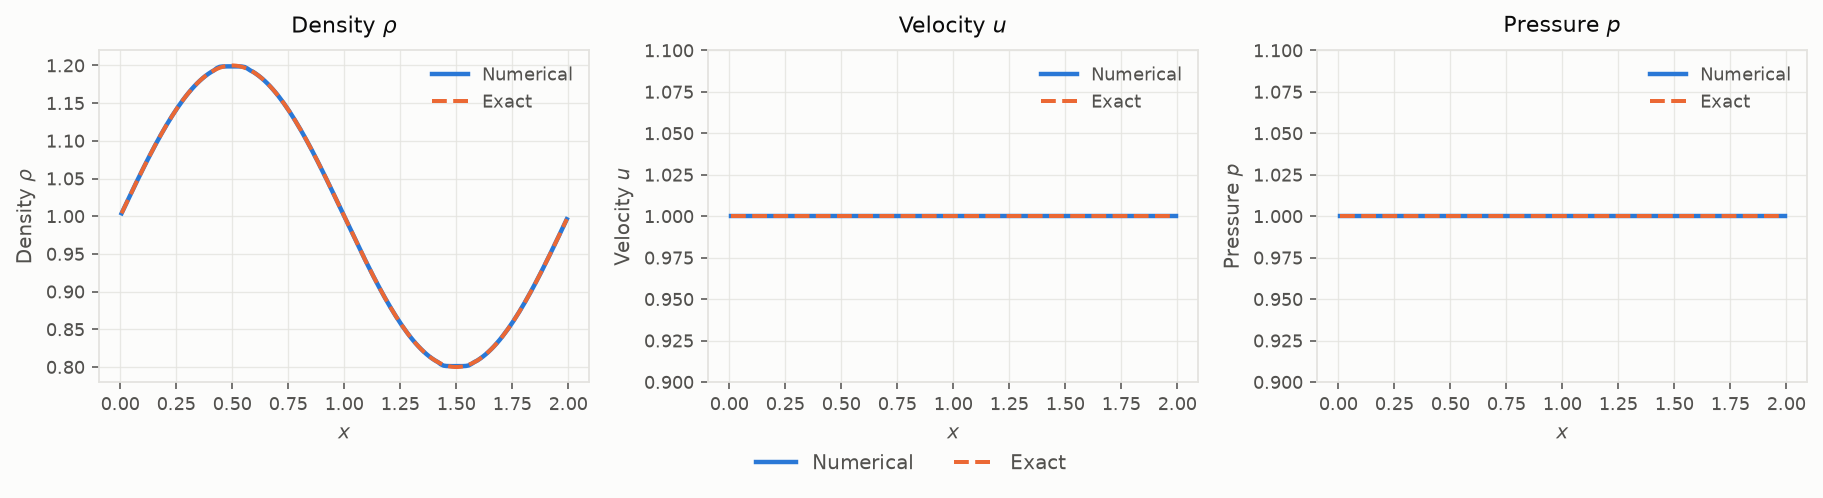 Density ρ
Numerical
Exact
1.20
1.15
1.10
1.05
1.00
0.95
0.90
0.85
0.80
Density ρ
0.00 0.25 0.50 0.75 1.00 1.25 1.50 1.75 2.00
x
Velocity u
Numerical
Exact
1.100
1.075
1.050
1.025
1.000
0.975
0.950
0.925
0.900
Velocity u
0.00 0.25 0.50 0.75 1.00 1.25 1.50 1.75 2.00
x
Pressure p
Numerical
Exact
1.100
1.075
1.050
1.025
1.000
0.975
0.950
0.925
0.900
Pressure p
0.00 0.25 0.50 0.75 1.00 1.25 1.50 1.75 2.00
x
Numerical Exact